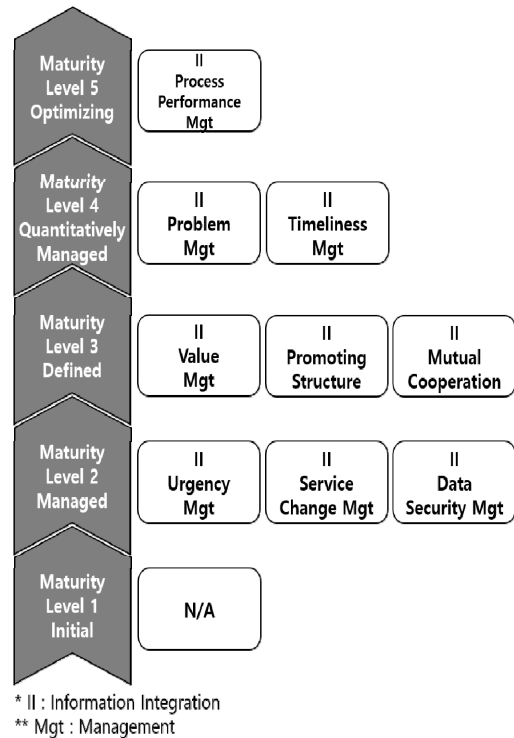 Maturity
Level 5
Optimizing
II
Process
Performance
Mgt
Maturity
Level 4
Quantitatively
Managed
II
Problem
Mgt
II
Timeliness
Mgt
Maturity
Level 3
Defined
II
Value
Mgt
II
Promoting
Structure
II
Mutual
Cooperation
Maturity
Level 2
Managed
II
Urgency
Mgt
II
Service
Change Mgt
II
Data
Security Mgt
Maturity
Level 1
Initial
N/A
* II : Information Integration
** Mgt : Management